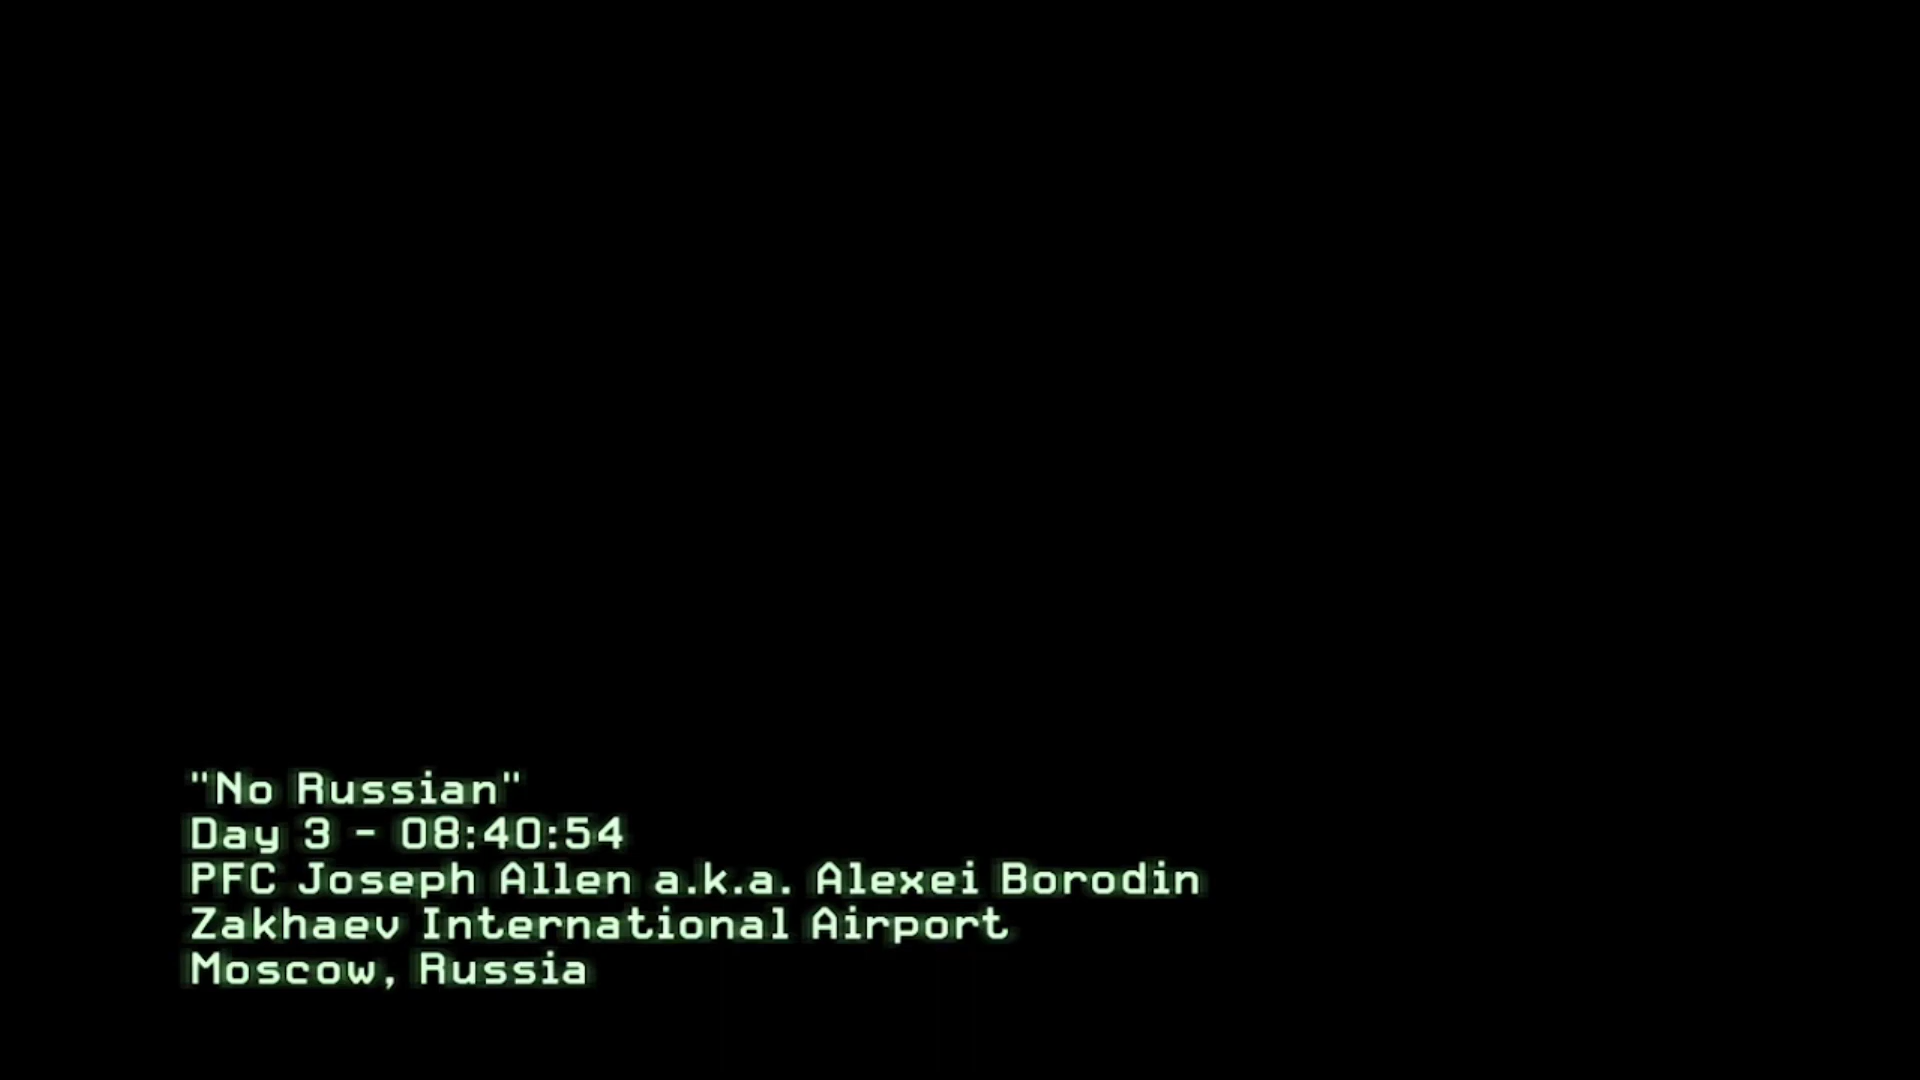 "No Russian"
Day 3 - 08:40:54
PFC Joseph Allen a.k.a. Alexei Borodin
Zakhaev International Airport
Moscow, Russia